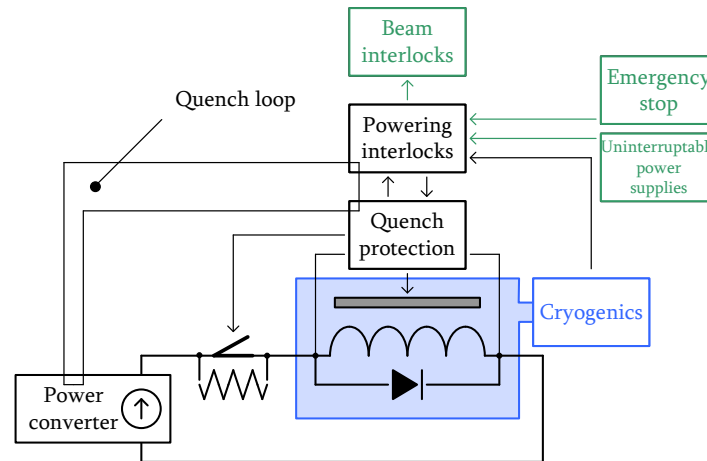 Beam
interlocks
Quench loop
Emergency
stop
Powering
interlocks
Uninterruptable
power
supplies
Quench
protection
Cryogenics
Power
converter